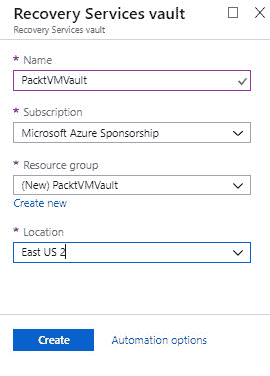 Recovery Services vault
Recovery Services vault
* Name
PacktVMVault
* Subscription
Microsoft Azure Sponsorship
* Resource group
(New) PacktVMVault
Create new
* Location
East US 2
Create
Automation options